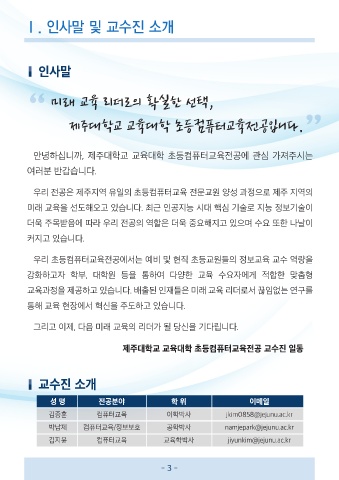 Ⅰ. 인사말 및 교수진 소개
인사말
“ 미래 교육 리더로의 확실한 선택,
제주대학교 교육대학 초등컴퓨터교육전공입니다. ”
안녕하십니까, 제주대학교 교육대학 초등컴퓨터교육전공에 관심 가져주시는
여러분 반갑습니다.
우리 전공은 제주지역 유일의 초등컴퓨터교육 전문교원 양성 과정으로 제주 지역의
미래 교육을 선도해오고 있습니다. 최근 인공지능 시대 핵심 기술로 지능 정보기술이
더욱 주목받음에 따라 우리 전공의 역할은 더욱 중요해지고 있으며 수요 또한 나날이
커지고 있습니다.
우리 초등컴퓨터교육전공에서는 예비 및 현직 초등교원들의 정보교육 교수 역량을
강화하고자 학부, 대학원 등을 통하여 다양한 교육 수요자에게 적합한 맞춤형
교육과정을 제공하고 있습니다. 배출된 인재들은 미래 교육 리더로서 끊임없는 연구를
통해 교육 현장에서 혁신을 주도하고 있습니다.
그리고 이제, 다음 미래 교육의 리더가 될 당신을 기다립니다.
제주대학교 교육대학 초등컴퓨터교육전공 교수진 일동
교수진 소개
성 명 전공분야 학 위 이메일
김종훈 컴퓨터교육 이학박사 jkim0858@jejunu.ac.kr
박남제 컴퓨터교육/정보보호 공학박사 namjepark@jejunu.ac.kr
김지윤 컴퓨터교육 교육학박사 jiyunkim@jejunu.ac.kr
- 3 -